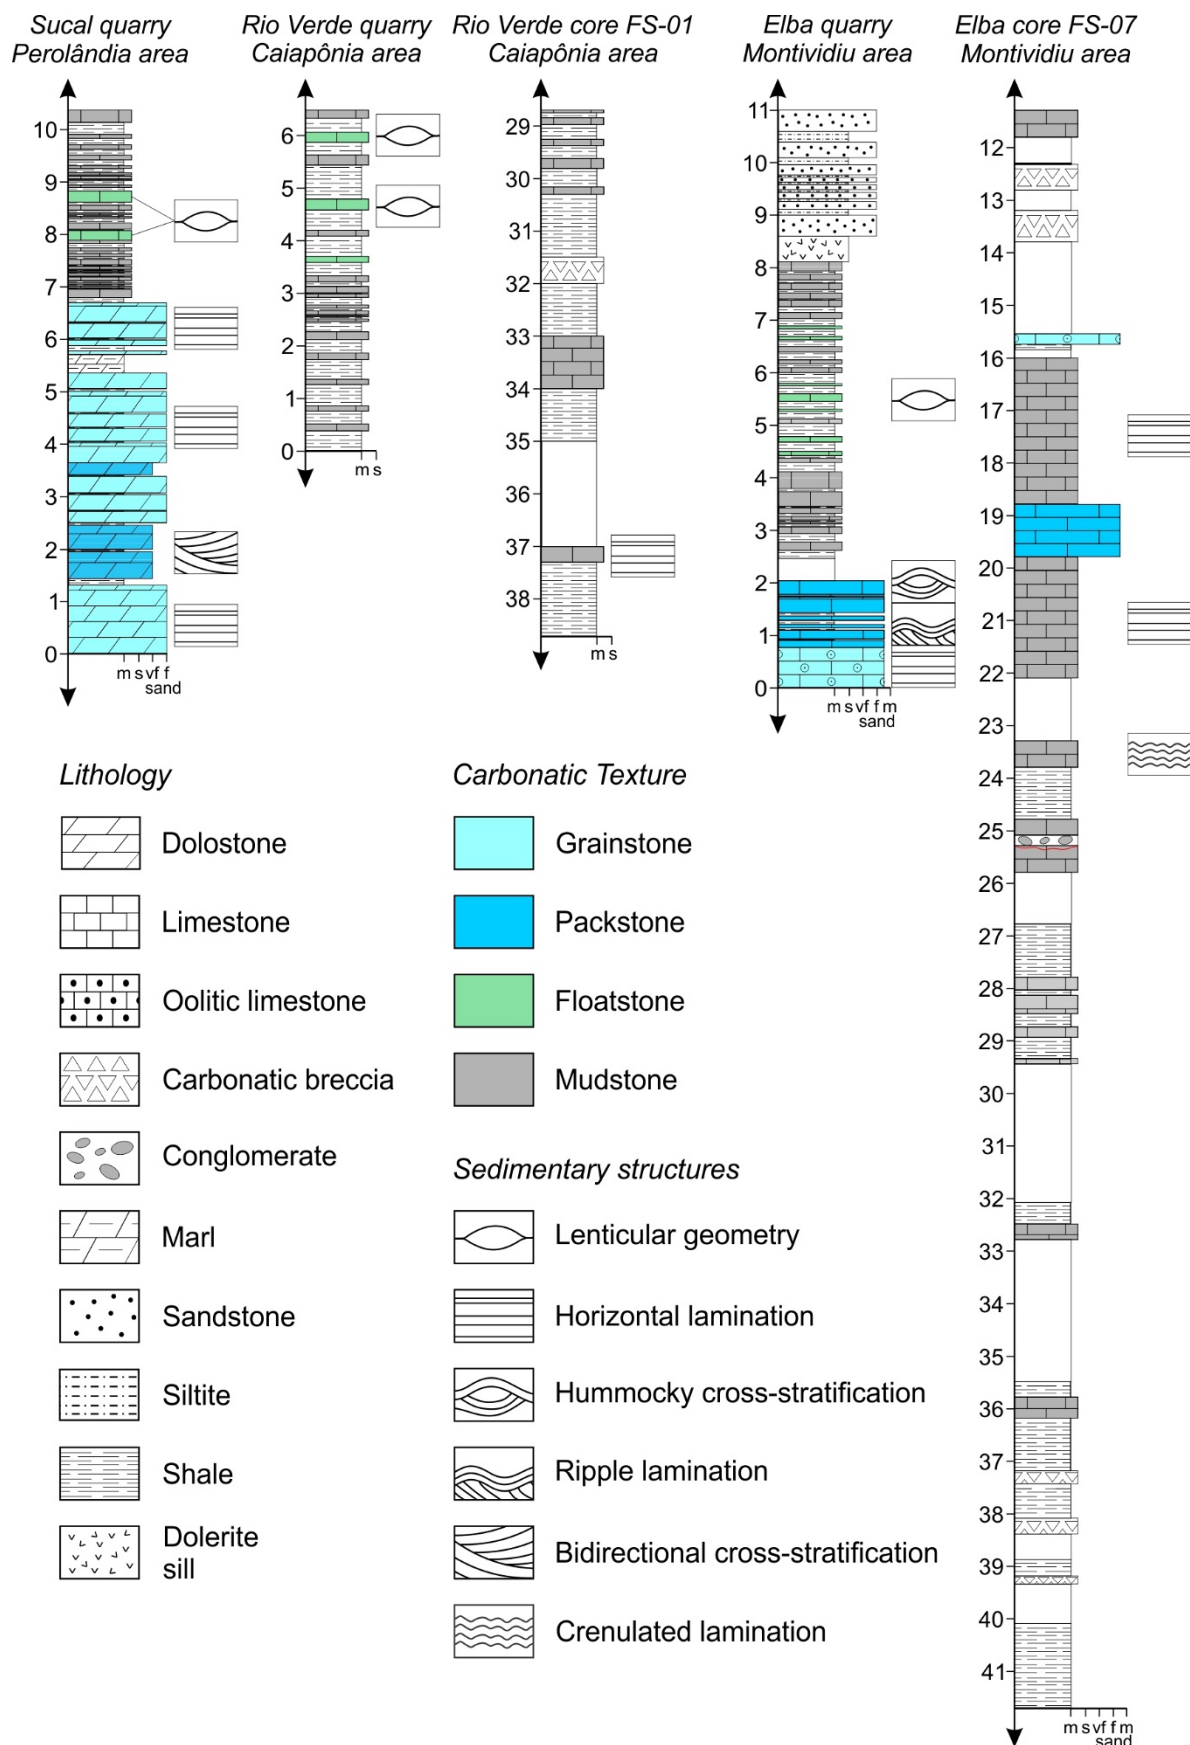 Sucal quarry
Perolândia area
Rio Verde quarry
Caiapônia area
Rio Verde core FS-01
Caiapônia area
Elba quarry
Montividiu area
Elba core FS-07
Montividiu area
10
9
8
7
6
5
4
3
2
1
0
m s vf f
sand
6
5
4
3
2
1
0
m s
29
30
31
32
33
34
35
36
37
38
m s
11
10
9
8
7
6
5
4
3
2
1
0
m s vf f m
sand
12
13
14
15
16
17
18
19
20
21
22
23
24
25
26
27
28
29
30
31
32
33
34
35
36
37
38
39
40
41
m s vf f m
sand
Lithology
Dolostone
Limestone
Oolitic limestone
Carbonatic breccia
Conglomerate
Marl
Sandstone
Siltite
Shale
Dolerite
sill
Carbonatic Texture
Grainstone
Packstone
Floatstone
Mudstone
Sedimentary structures
Lenticular geometry
Horizontal lamination
Hummocky cross-stratification
Ripple lamination
Bidirectional cross-stratification
Crenulated lamination